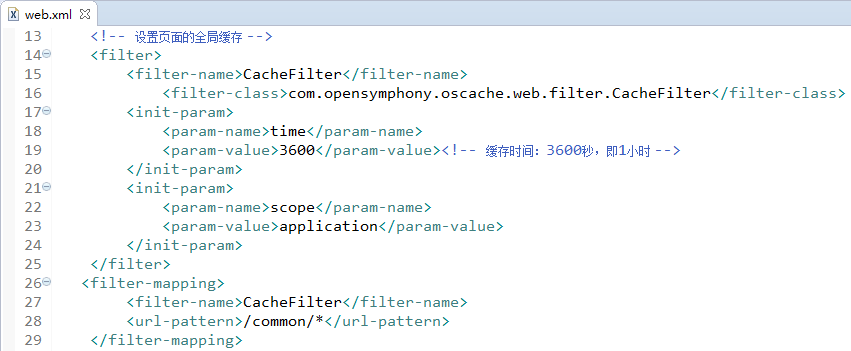 web.xml
13 <!-- 设置页面的全局缓存 -->
14 <filter>
15 <filter-name>CacheFilter</filter-name>
16 <filter-class>com.opensymphony.oscache.web.filter.CacheFilter</filter-class>
17 <init-param>
18 <param-name>time</param-name>
19 <param-value>3600</param-value><!-- 缓存时间：3600秒，即1小时 -->
20 </init-param>
21 <init-param>
22 <param-name>scope</param-name>
23 <param-value>application</param-value>
24 </init-param>
25 </filter>
26 <filter-mapping>
27 <filter-name>CacheFilter</filter-name>
28 <url-pattern>/common/*</url-pattern>
29 </filter-mapping>